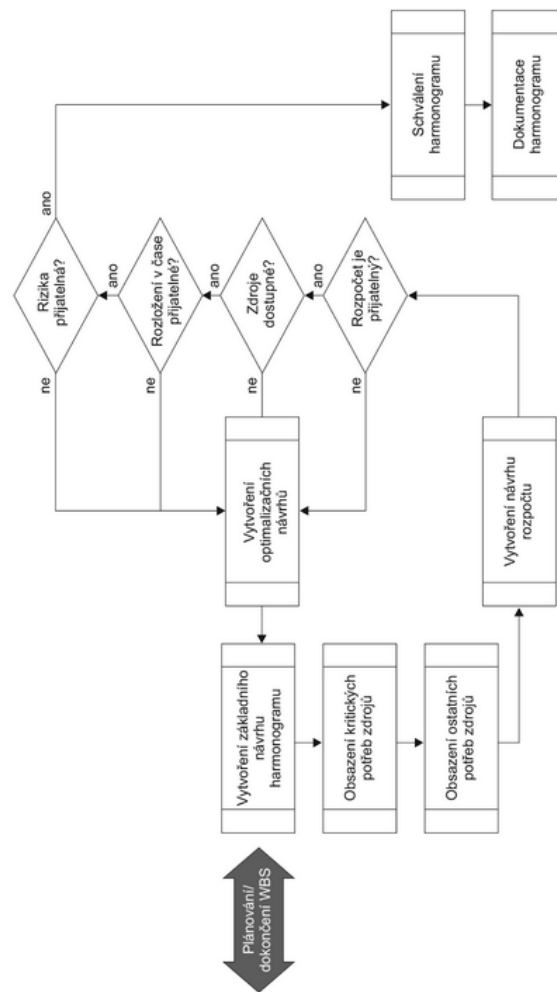 Plánování/
dokončení WBS
Vytvoření základního
návrhu
harmonogramu
Obsazení kritických
potřeb zdrojů
Obsazení ostatních
potřeb zdrojů
Vytvoření
optimalizačních
návrhů
Vytvoření návrhu
rozpočtu
ne
ne
ne
ne
Rizika
přijatelná?
Rozložení v čase
přijatelné?
Zdroje
dostupné?
Rozpočet je
přijatelný?
ano
ano
ano
ano
Schválení
harmonogramu
Dokumentace
harmonogramu